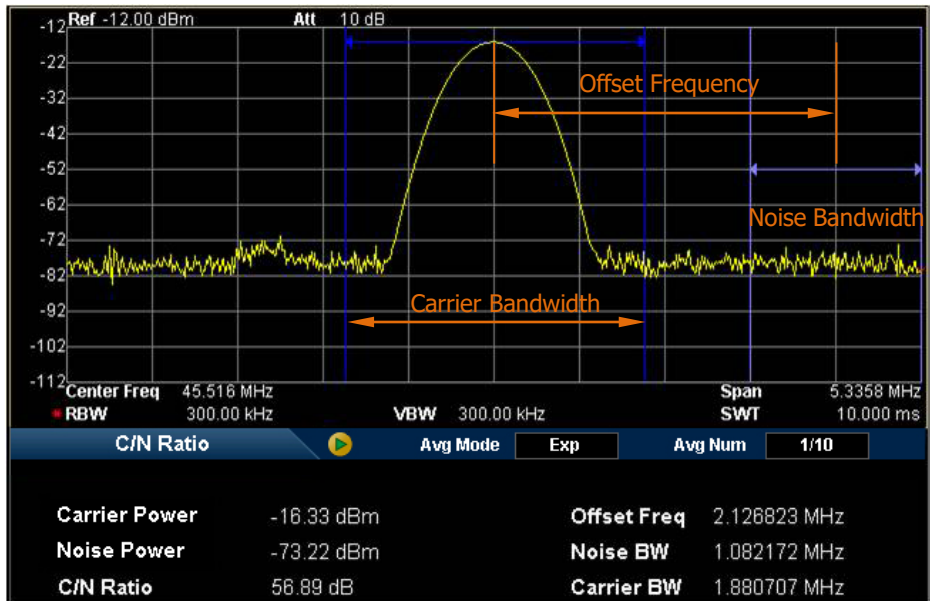 Ref -12.00 dBm Att 10 dB
-12
-22
Offset Frequency
-32
-42
-52
-62
Noise Bandwidth
-72
-82
-92
Carrier Bandwidth
-102
-112
Center Freq 45.516 MHz Span 5.3358 MHz
RBW 300.00 kHz VBW 300.00 kHz SWT 10.000 ms
C/N Ratio Avg Mode Exp Avg Num 1/10
Carrier Power -16.33 dBm Offset Freq 2.126823 MHz
Noise Power -73.22 dBm Noise BW 1.082172 MHz
C/N Ratio 56.89 dB Carrier BW 1.880707 MHz